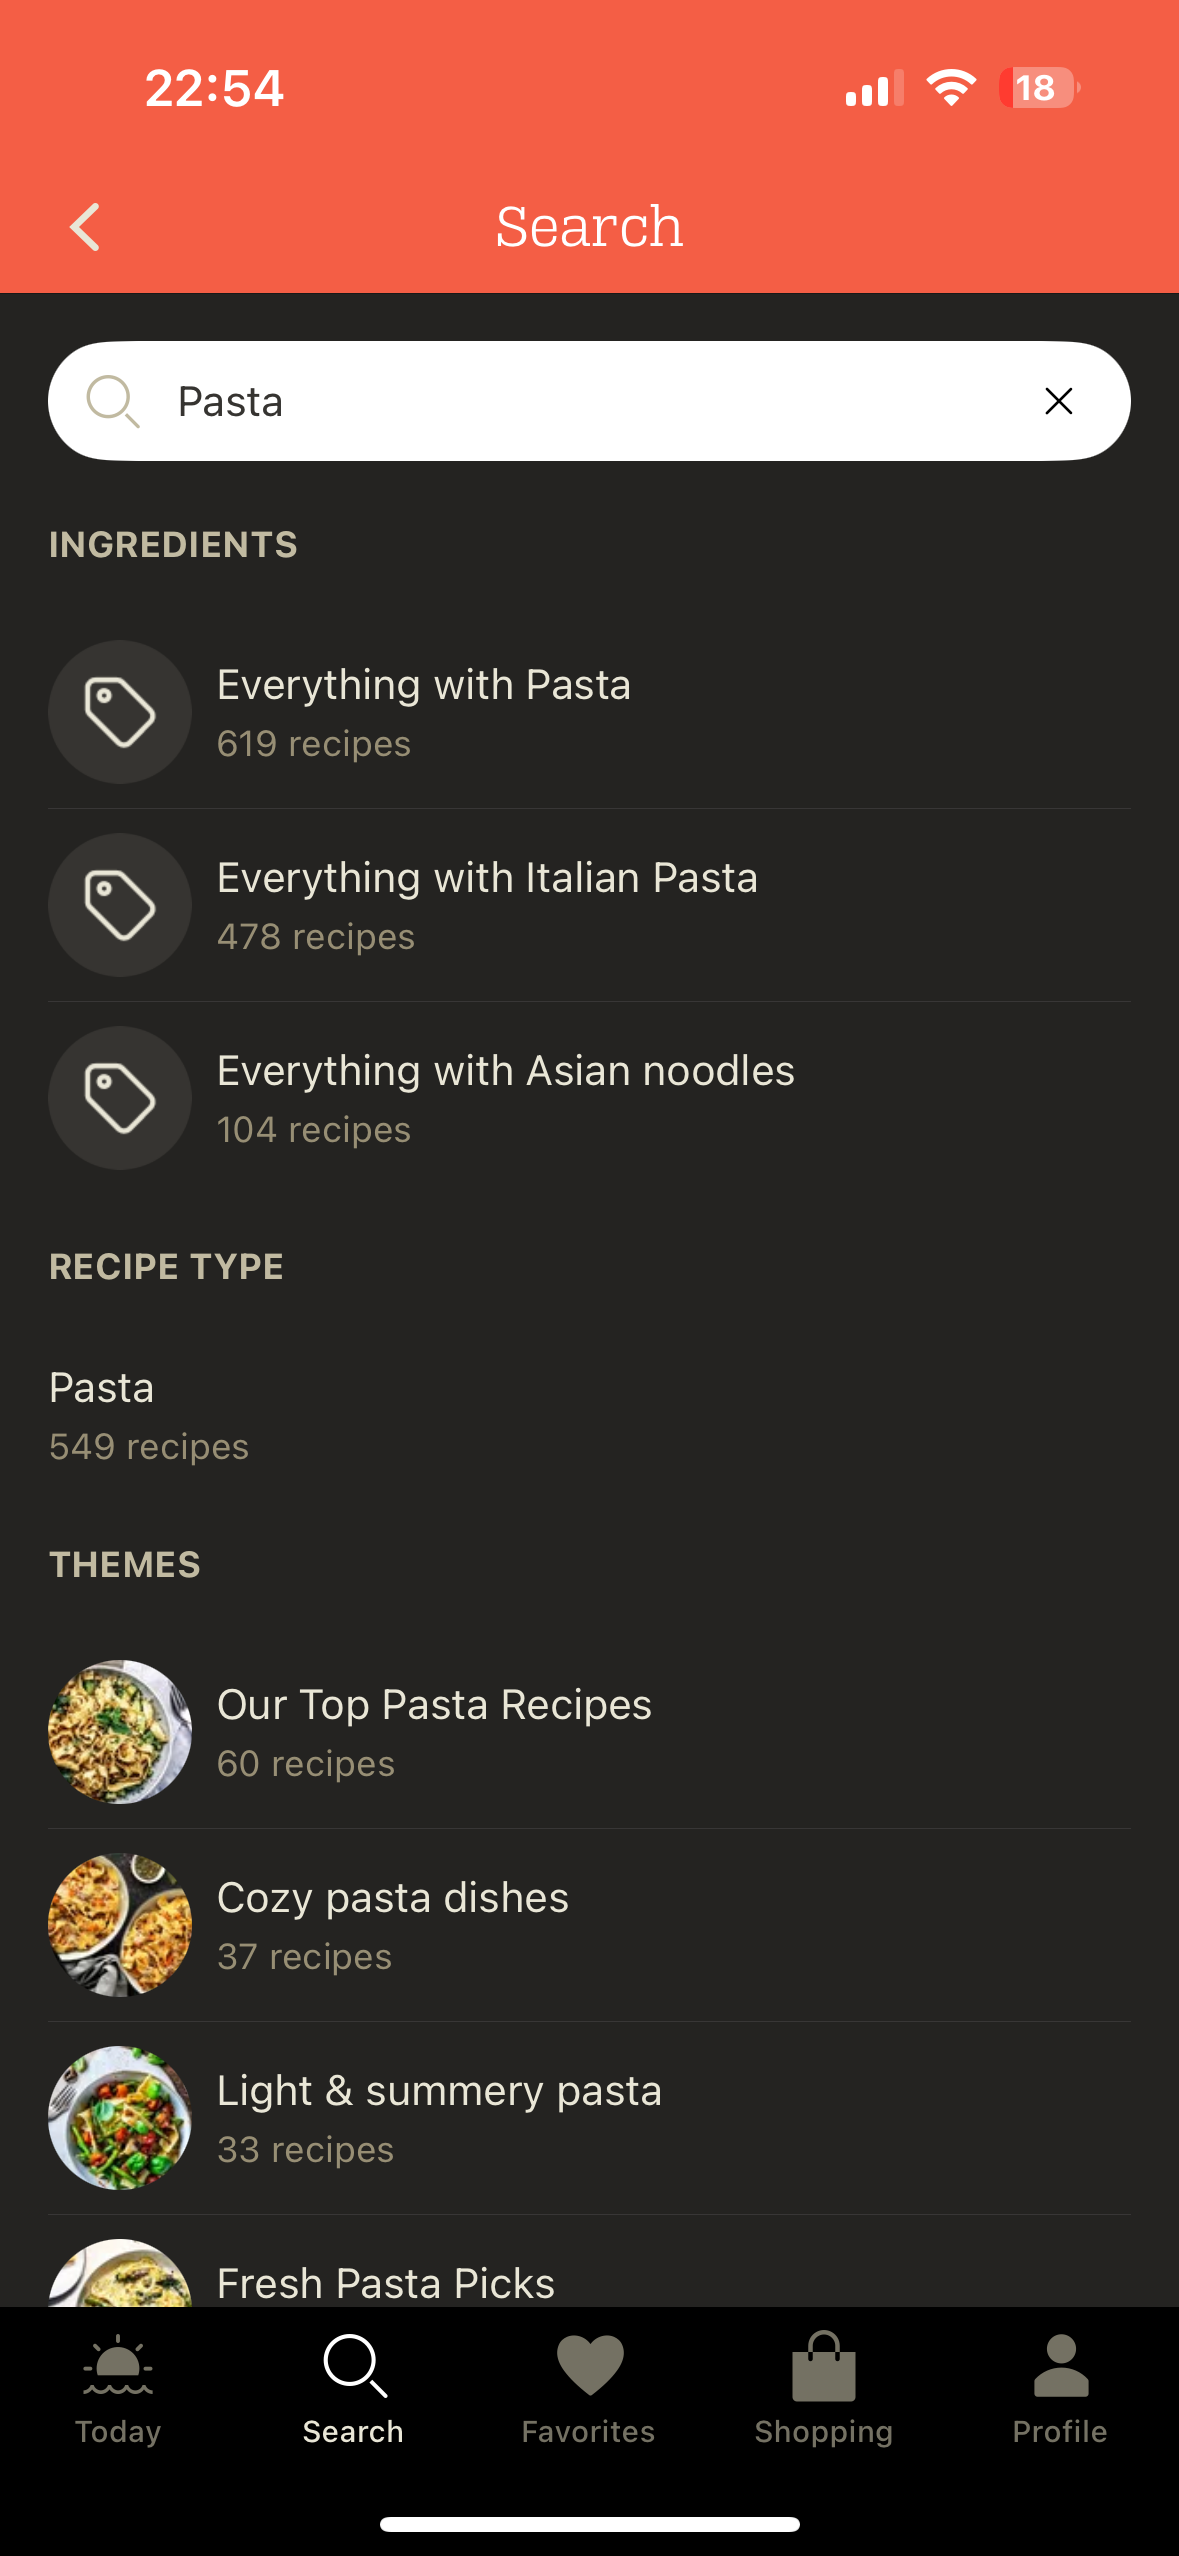 22:54
18
Search
Pasta
INGREDIENTS
Everything with Pasta
619 recipes
Everything with Italian Pasta
478 recipes
Everything with Asian noodles
104 recipes
RECIPE TYPE
Pasta
549 recipes
THEMES
Our Top Pasta Recipes
60 recipes
Cozy pasta dishes
37 recipes
Light & summery pasta
33 recipes
Fresh Pasta Picks
Today
Search
Favorites
Shopping
Profile